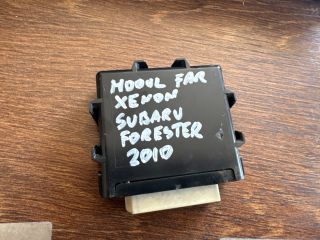 MODUL FAR
XENON
SUBARU
FORESTER
2010